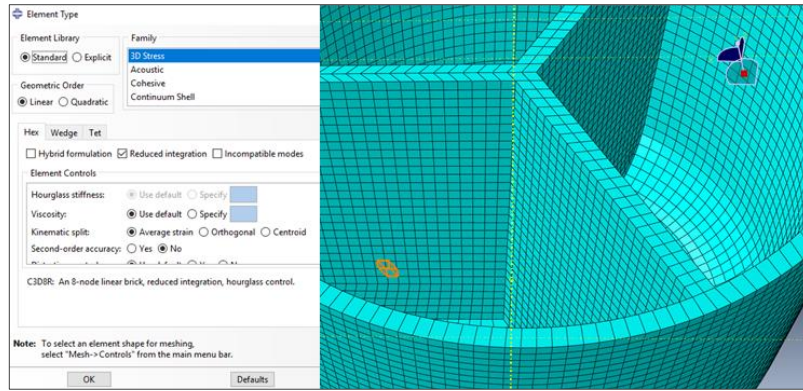 Element Type
Element Library
Family
Standard Explicit
3D Stress
Acoustic
Cohesive
Continuum Shell
Geometric Order
Linear Quadratic
Hex Wedge Tet
Hybrid formulation Reduced integration Incompatible modes
Element Controls
Hourglass stiffness: Use default Specify
Viscosity: Use default Specify
Kinematic split: Average strain Orthogonal Centroid
Second-order accuracy: Yes No
C3D8R: An 8-node linear brick, reduced integration, hourglass control.
Note: To select an element shape for meshing,
select "Mesh->Controls" from the main menu bar.
OK Defaults